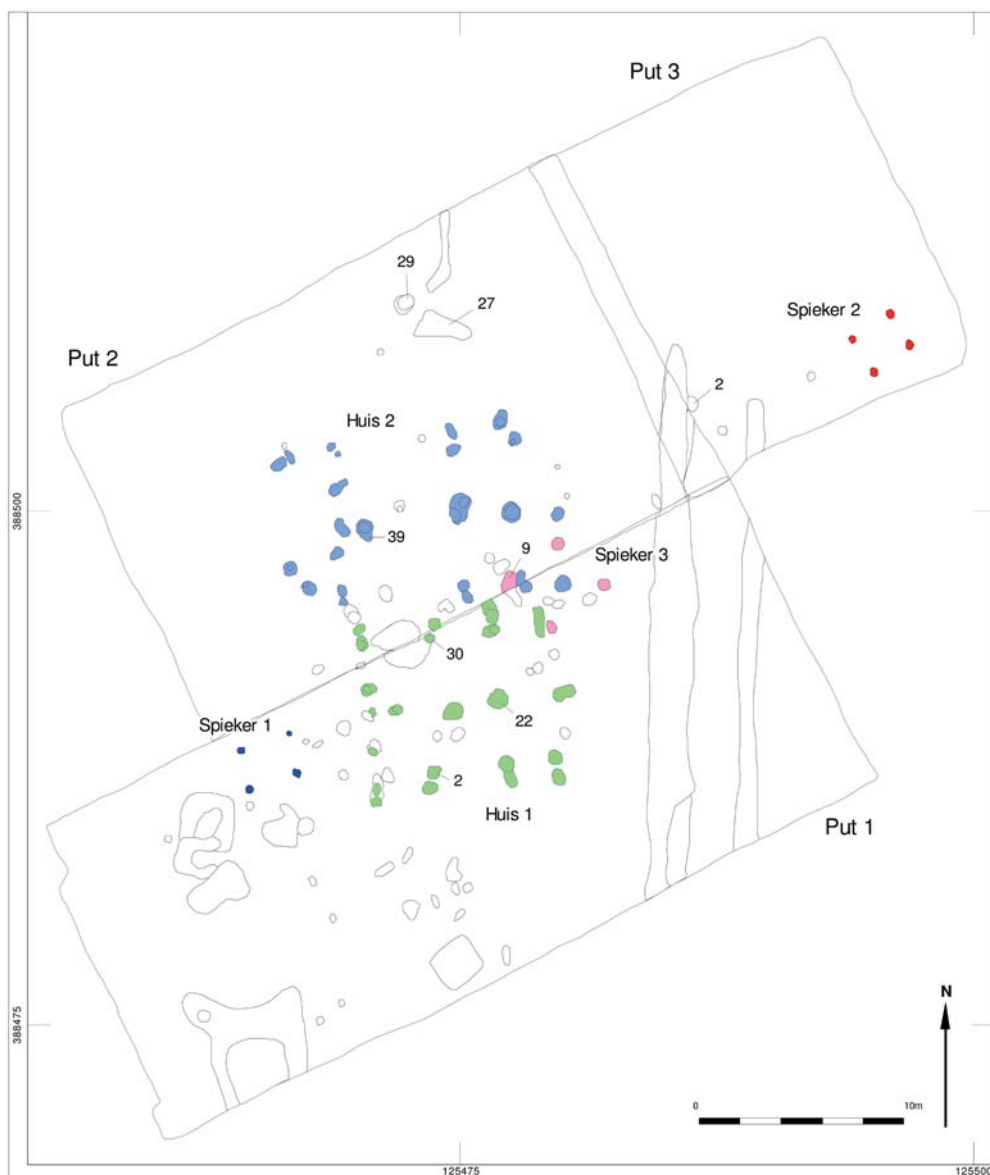 Put 3
29
27
Spieker 2
Put 2
2
Huis 2
388500
39
9
Spieker 3
30
Spieker 1
22
2
Huis 1
Put 1
N
388475
0
10m
125475
125500